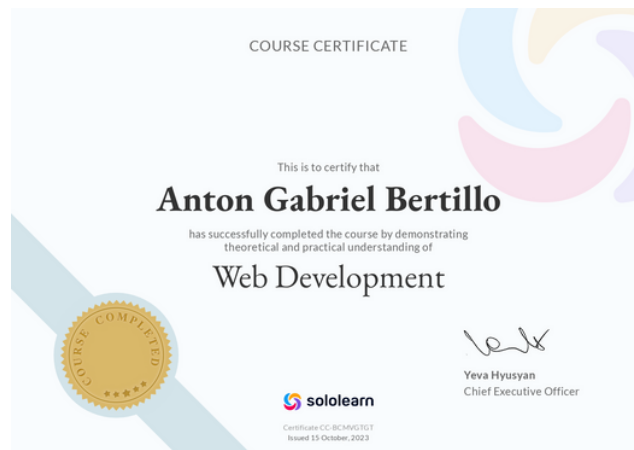 COURSE CERTIFICATE
This is to certify that
Anton Gabriel Bertillo
has successfully completed the course by demonstrating
theoretical and practical understanding of
Web Development
COURSE COMPLETED
Yeva Hyusyan
Chief Executive Officer
sololearn
Certificate CC-BCMVGTGT
Issued 15 October, 2023